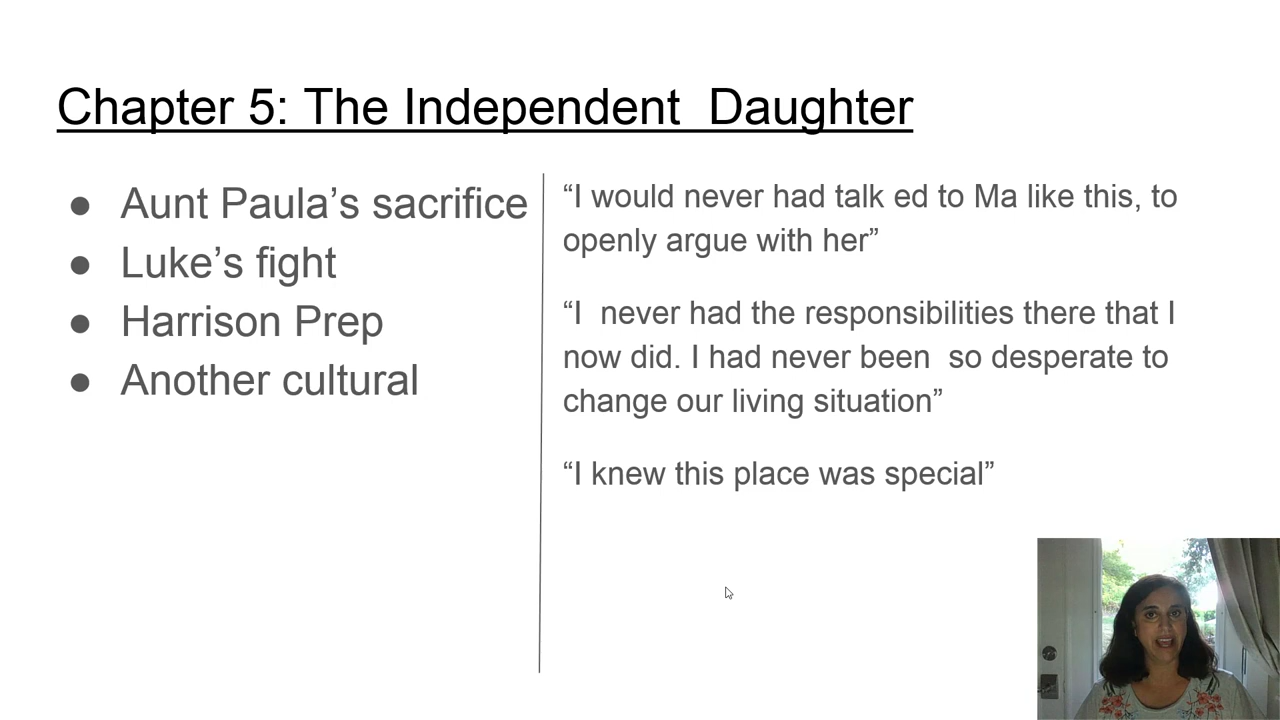 Chapter 5: The Independent  Daughter
● Aunt Paula’s sacrifice
● Luke’s fight
● Harrison Prep
● Another cultural
“I would never had talk ed to Ma like this, to
openly argue with her”
“I  never had the responsibilities there that I
now did. I had never been  so desperate to
change our living situation”
“I knew this place was special”